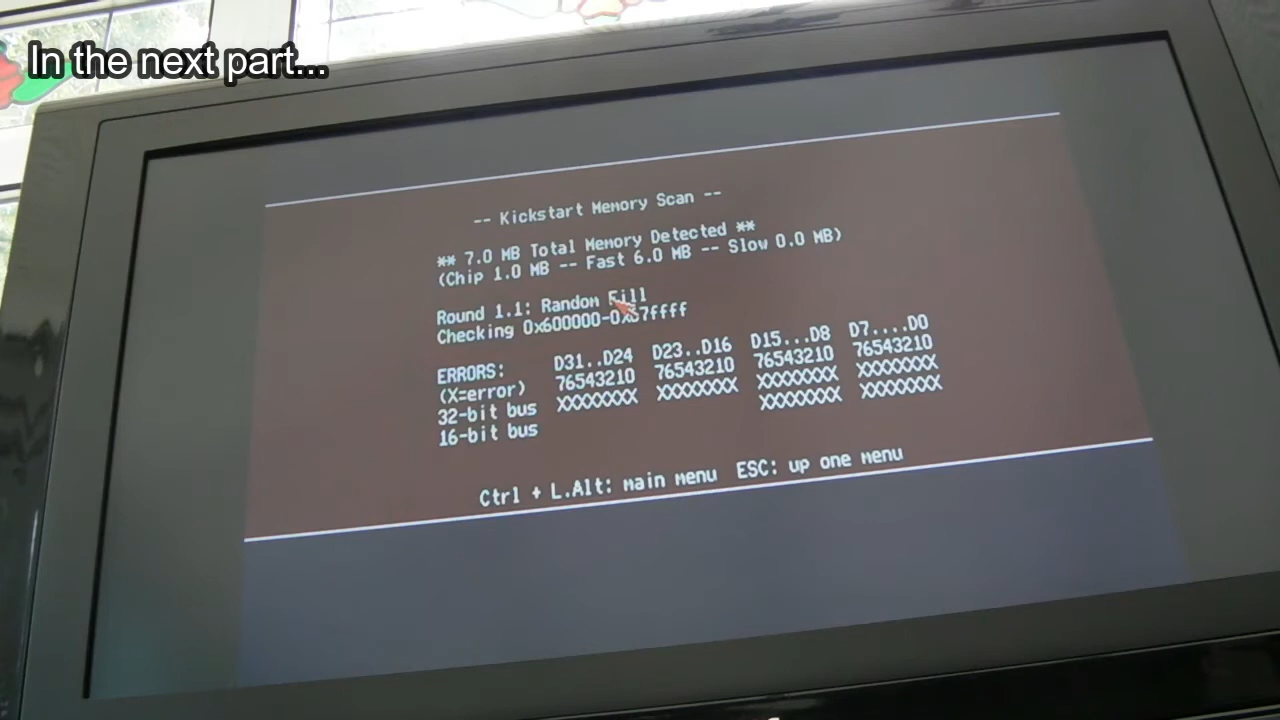 In the next part...
-- Kickstart Memory Scan --
** 7.0 MB Total Memory Detected **
(Chip 1.0 MB -- Fast 6.0 MB -- Slow 0.0 MB)
Round 1.1: Random Fill
Checking 0x600000-0x67ffff
ERRORS: D31..D24 D23..D16 D15...D8 D7....D0
(X=error) 76543210 76543210 76543210 76543210
32-bit bus XXXXXXXX XXXXXXXX XXXXXXXX XXXXXXXX
16-bit bus XXXXXXXX XXXXXXXX
Ctrl + L.Alt: main menu ESC: up one menu